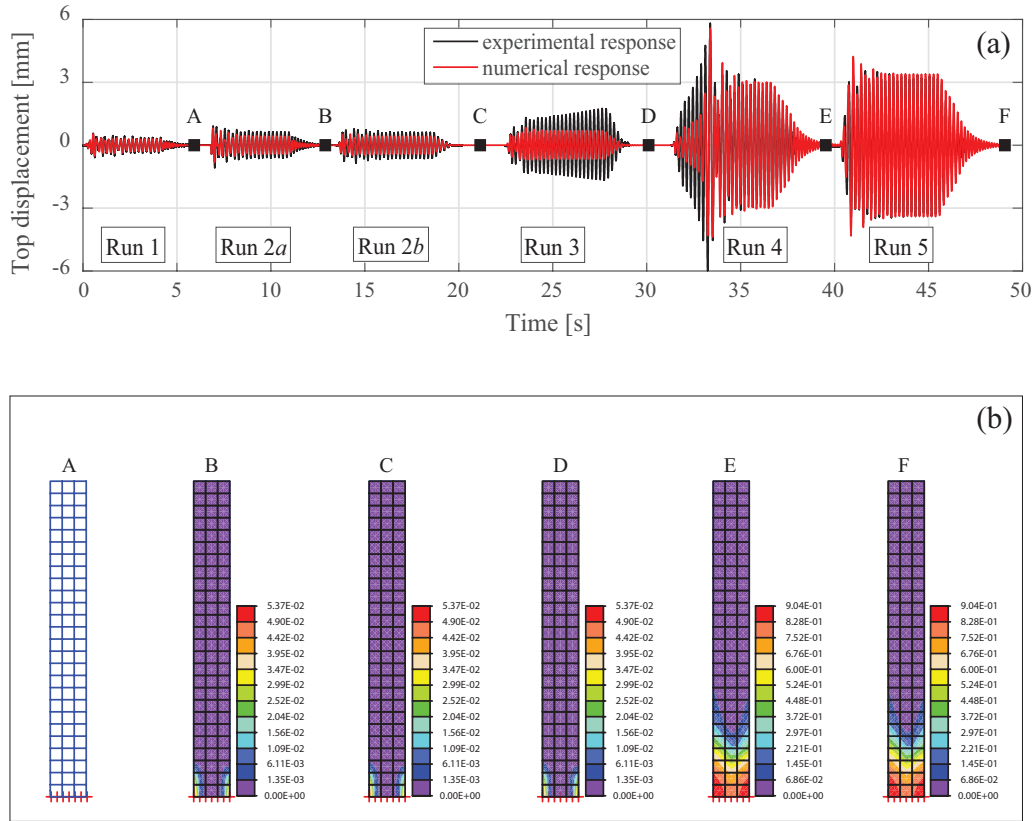 (a)
experimental response
numerical response
Top displacement [mm]
6
3
0
-3
-6
A
B
C
D
E
F
Run 1
Run 2a
Run 2b
Run 3
Run 4
Run 5
0 5 10 15 20 25 30 35 40 45 50
Time [s]
(b)
A B C D E F
5.37E-02
4.90E-02
4.42E-02
3.95E-02
3.47E-02
2.99E-02
2.52E-02
2.04E-02
1.56E-02
1.09E-02
6.11E-03
1.35E-03
0.00E+00
5.37E-02
4.90E-02
4.42E-02
3.95E-02
3.47E-02
2.99E-02
2.52E-02
2.04E-02
1.56E-02
1.09E-02
6.11E-03
1.35E-03
0.00E+00
5.37E-02
4.90E-02
4.42E-02
3.95E-02
3.47E-02
2.99E-02
2.52E-02
2.04E-02
1.56E-02
1.09E-02
6.11E-03
1.35E-03
0.00E+00
9.04E-01
8.28E-01
7.52E-01
6.76E-01
6.00E-01
5.24E-01
4.48E-01
3.72E-01
2.97E-01
2.21E-01
1.45E-01
6.86E-02
0.00E+00
9.04E-01
8.28E-01
7.52E-01
6.76E-01
6.00E-01
5.24E-01
4.48E-01
3.72E-01
2.97E-01
2.21E-01
1.45E-01
6.86E-02
0.00E+00